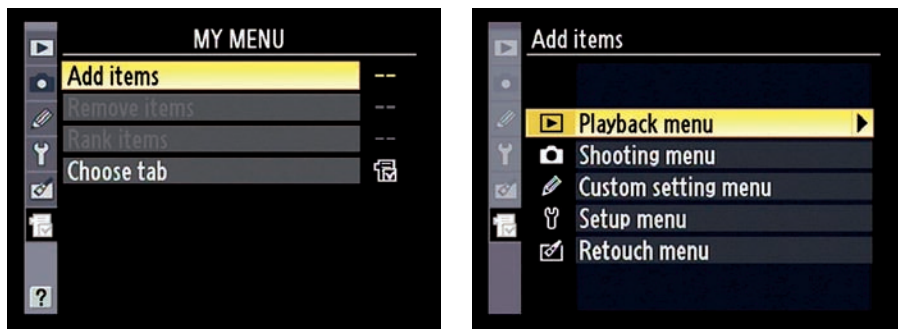 MY MENU
Add items --
Remove items --
Rank items --
Choose tab
?
Add items
Playback menu
Shooting menu
Custom setting menu
Setup menu
Retouch menu